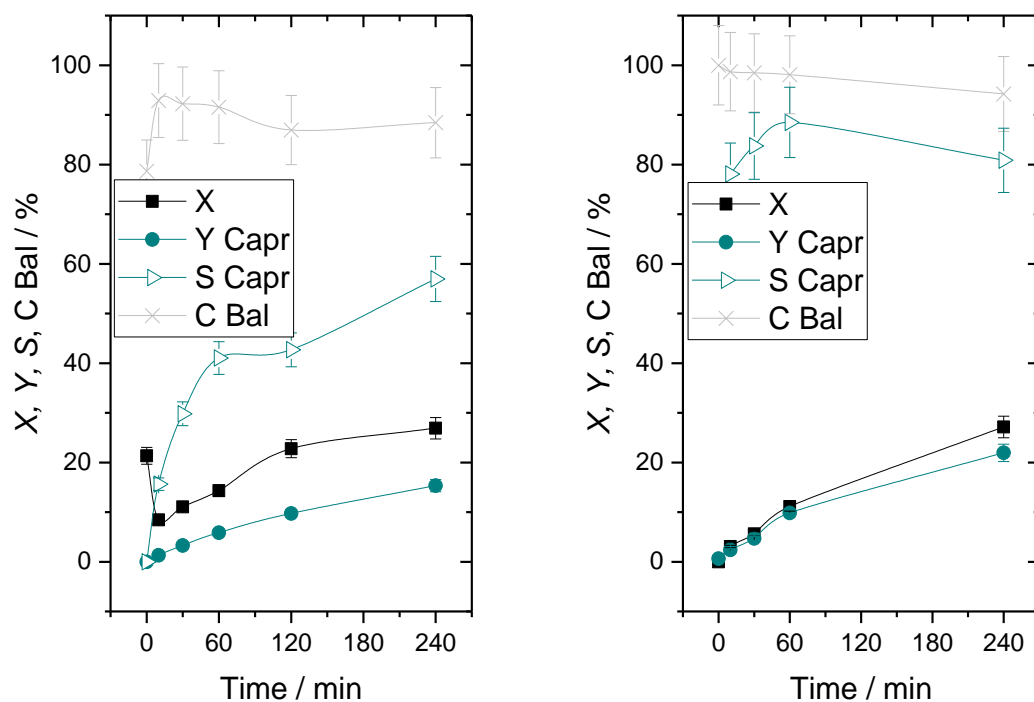 X, Y, S, C Bal / %
100
80
60
40
20
0
X
Y Capr
S Capr
C Bal
0 60 120 180 240
Time / min
X, Y, S, C Bal / %
100
80
60
40
20
0
X
Y Capr
S Capr
C Bal
0 60 120 180 240
Time / min